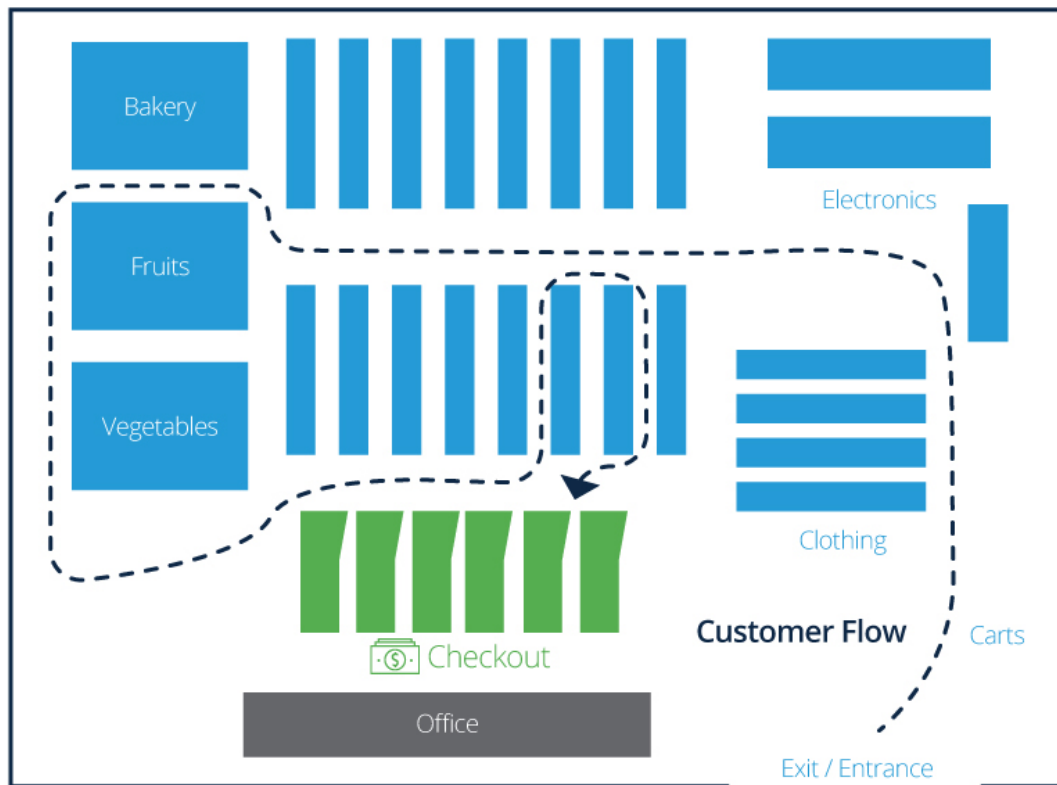 Bakery
Electronics
Fruits
Vegetables
Clothing
Customer Flow
Carts
$
Checkout
Office
Exit / Entrance